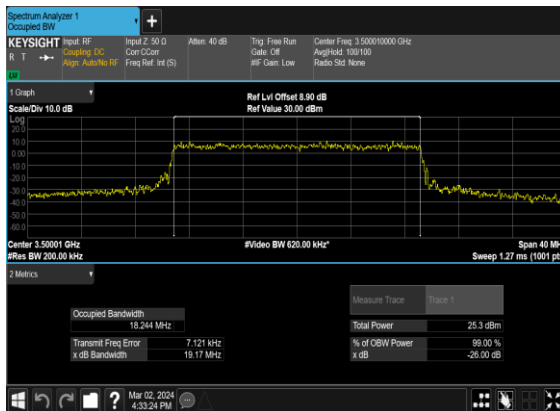 Spectrum Analyzer 1
Occupied BW
KEYSIGHT
R T
Input: RF
Coupling: DC
Align: Auto/No RF
Input Z: 50 Ω
Corr CCorr
Freq Ref: Int (S)
Atten: 40 dB
Trig: Free Run
Gate: Off
#IF Gain: Low
Center Freq: 3.500010000 GHz
Avg|Hold: 100/100
Radio Std: None
1 Graph
Scale/Div 10.0 dB
Ref Lvl Offset 8.90 dB
Ref Value 30.00 dBm
Log
20.0
10.0
0.00
-10.0
-20.0
-30.0
-40.0
-50.0
-60.0
Center 3.50001 GHz
#Res BW 200.00 kHz
#Video BW 620.00 kHz*
Span 40 MH
Sweep 1.27 ms (1001 pt
2 Metrics
Measure Trace Trace 1
Occupied Bandwidth
18.244 MHz
Total Power 25.3 dBm
Transmit Freq Error 7.121 kHz
% of OBW Power 99.00 %
x dB Bandwidth 19.17 MHz
x dB -26.00 dB
Mar 02, 2024
4:33:24 PM